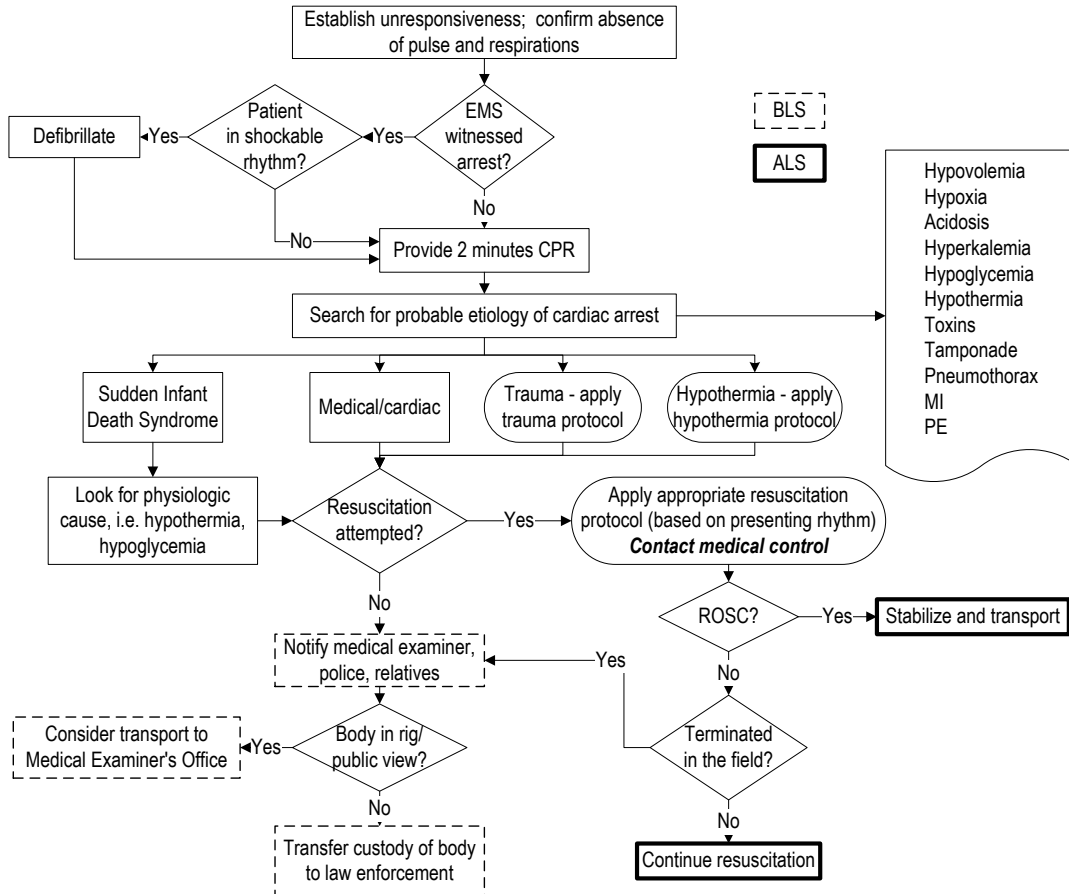 Establish unresponsiveness; confirm absence
of pulse and respirations
Patient
in shockable
rhythm?
EMS
witnessed
arrest?
BLS
Defibrillate
Yes
Yes
ALS
Hypovolemia
Hypoxia
Acidosis
Hyperkalemia
Hypoglycemia
Hypothermia
Toxins
Tamponade
Pneumothorax
MI
PE
No
No
Provide 2 minutes CPR
Search for probable etiology of cardiac arrest
Sudden Infant
Death Syndrome
Medical/cardiac
Trauma - apply
trauma protocol
Hypothermia - apply
hypothermia protocol
Look for physiologic
cause, i.e. hypothermia,
hypoglycemia
Resuscitation
attempted?
Yes
Apply appropriate resuscitation
protocol (based on presenting rhythm)
Contact medical control
No
ROSC?
Yes
Stabilize and transport
Notify medical examiner,
police, relatives
Yes
No
Consider transport to
Medical Examiner's Office
Yes
Body in rig/
public view?
Terminated
in the field?
No
No
Transfer custody of body
to law enforcement
Continue resuscitation